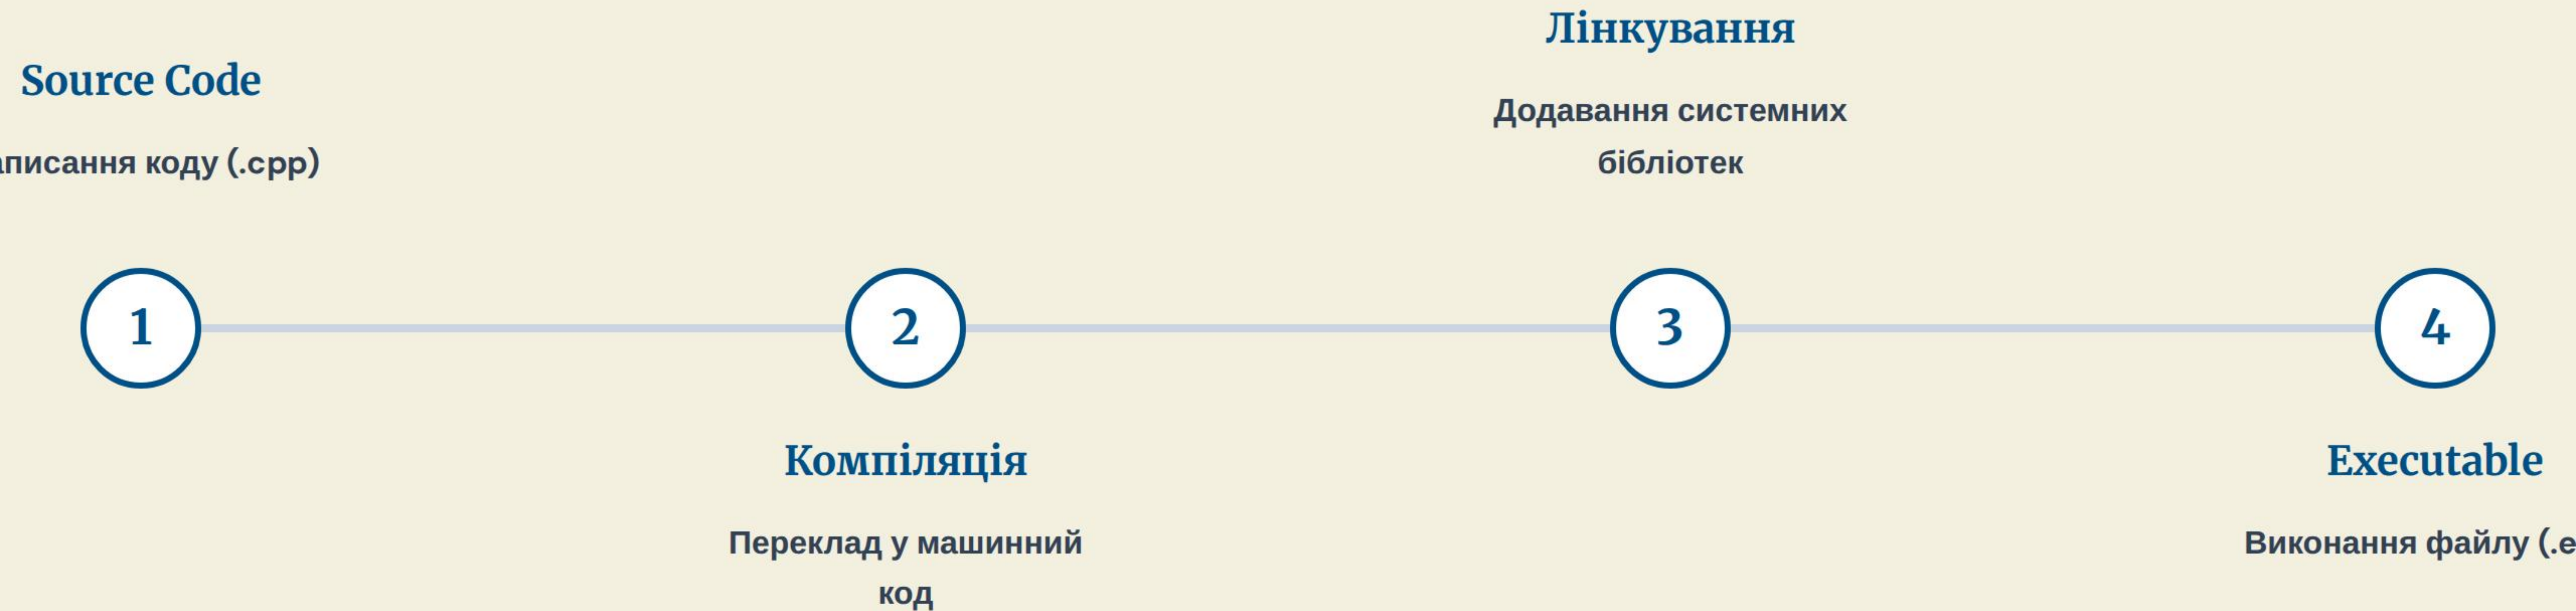 Source Code
коду (.cpp)
1
Компіляція
Переклад у машинний
код
2
Лінкування
Додавання системних
бібліотек
3
Executable
Виконання файлу
4